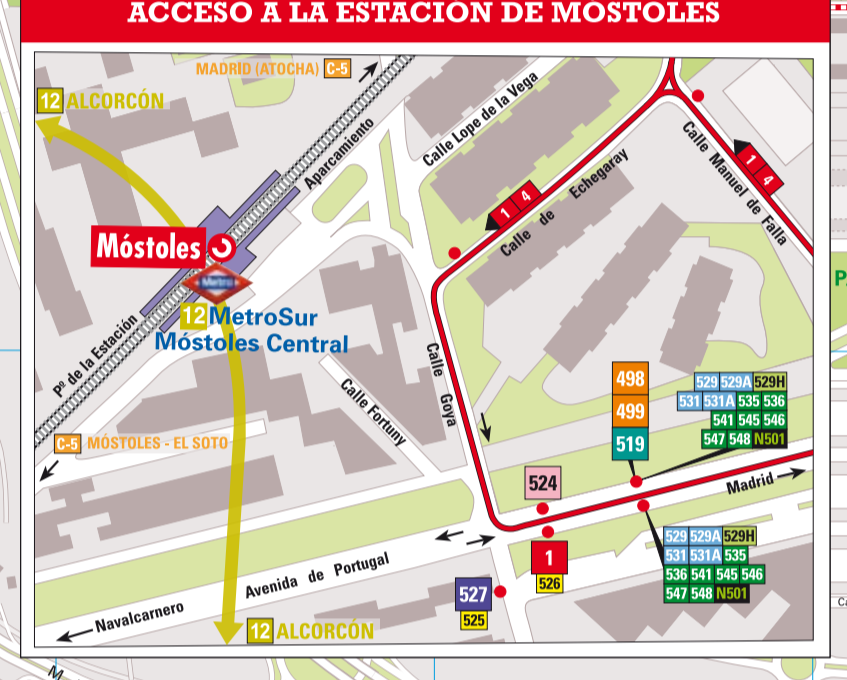 ACCESO A LA ESTACIÓN DE MÓSTOLES
MADRID (ATOCHA) C-5
12 ALCORCÓN
Aparcamiento
Calle Lope de la Vega
1 4
Calle de Echegaray
1 4
Calle Manuel de Falla
Móstoles
Metro
12 MetroSur
Móstoles Central
Pº de la Estación
C-5 MÓSTOLES - EL SOTO
Calle Fortuny
Calle Goya
498
499
519
529 529A 529H
531 531A 535 536
541 545 546
547 548 N501
524
Madrid
1
526
529 529A 529H
531 531A 535
536 541 545 546
547 548 N501
527
525
Avenida de Portugal
Navalcarnero
12 ALCORCÓN